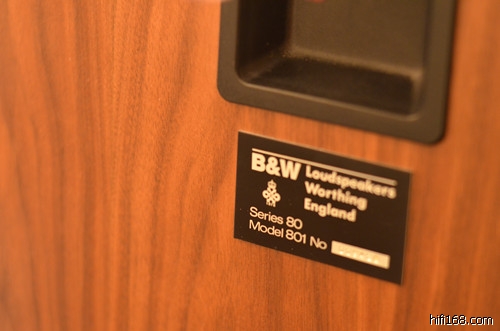 B&W Loudspeakers
Worthing
England
Series 80
Model 801 No
hifi168.com